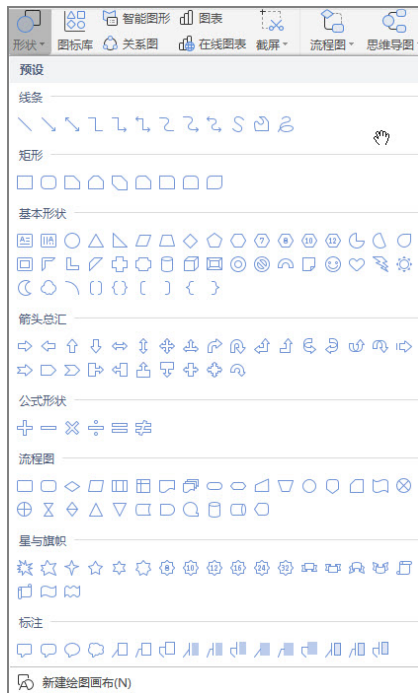 智能图形 图表
形状 图标库 关系图 在线图表 截屏 流程图 思维导图
预设
线条
矩形
基本形状
箭头总汇
公式形状
流程图
星与旗帜
标注
新建绘图画布(N)